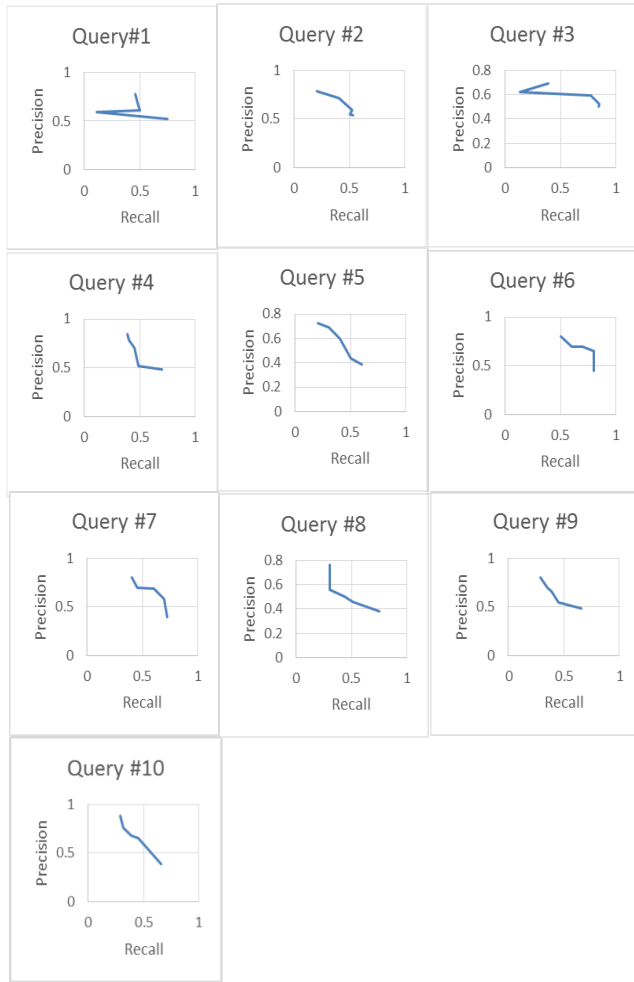 Query#1
1
0.5
0
Precision
0
0.5
1
Recall
Query #2
1
0.5
0
Precision
0
0.5
1
Recall
Query #3
0.8
0.6
0.4
0.2
0
Precision
0
0.5
1
Recall
Query #4
1
0.5
0
Precision
0
0.5
1
Recall
Query #5
0.8
0.6
0.4
0.2
0
Precision
0
0.5
1
Recall
Query #6
1
0.5
0
Precision
0
0.5
1
Recall
Query #7
1
0.5
0
Precision
0
0.5
1
Recall
Query #8
0.8
0.6
0.4
0.2
0
Precision
0
0.5
1
Recall
Query #9
1
0.5
0
Precision
0
0.5
1
Recall
Query #10
1
0.5
0
Precision
0
0.5
1
Recall